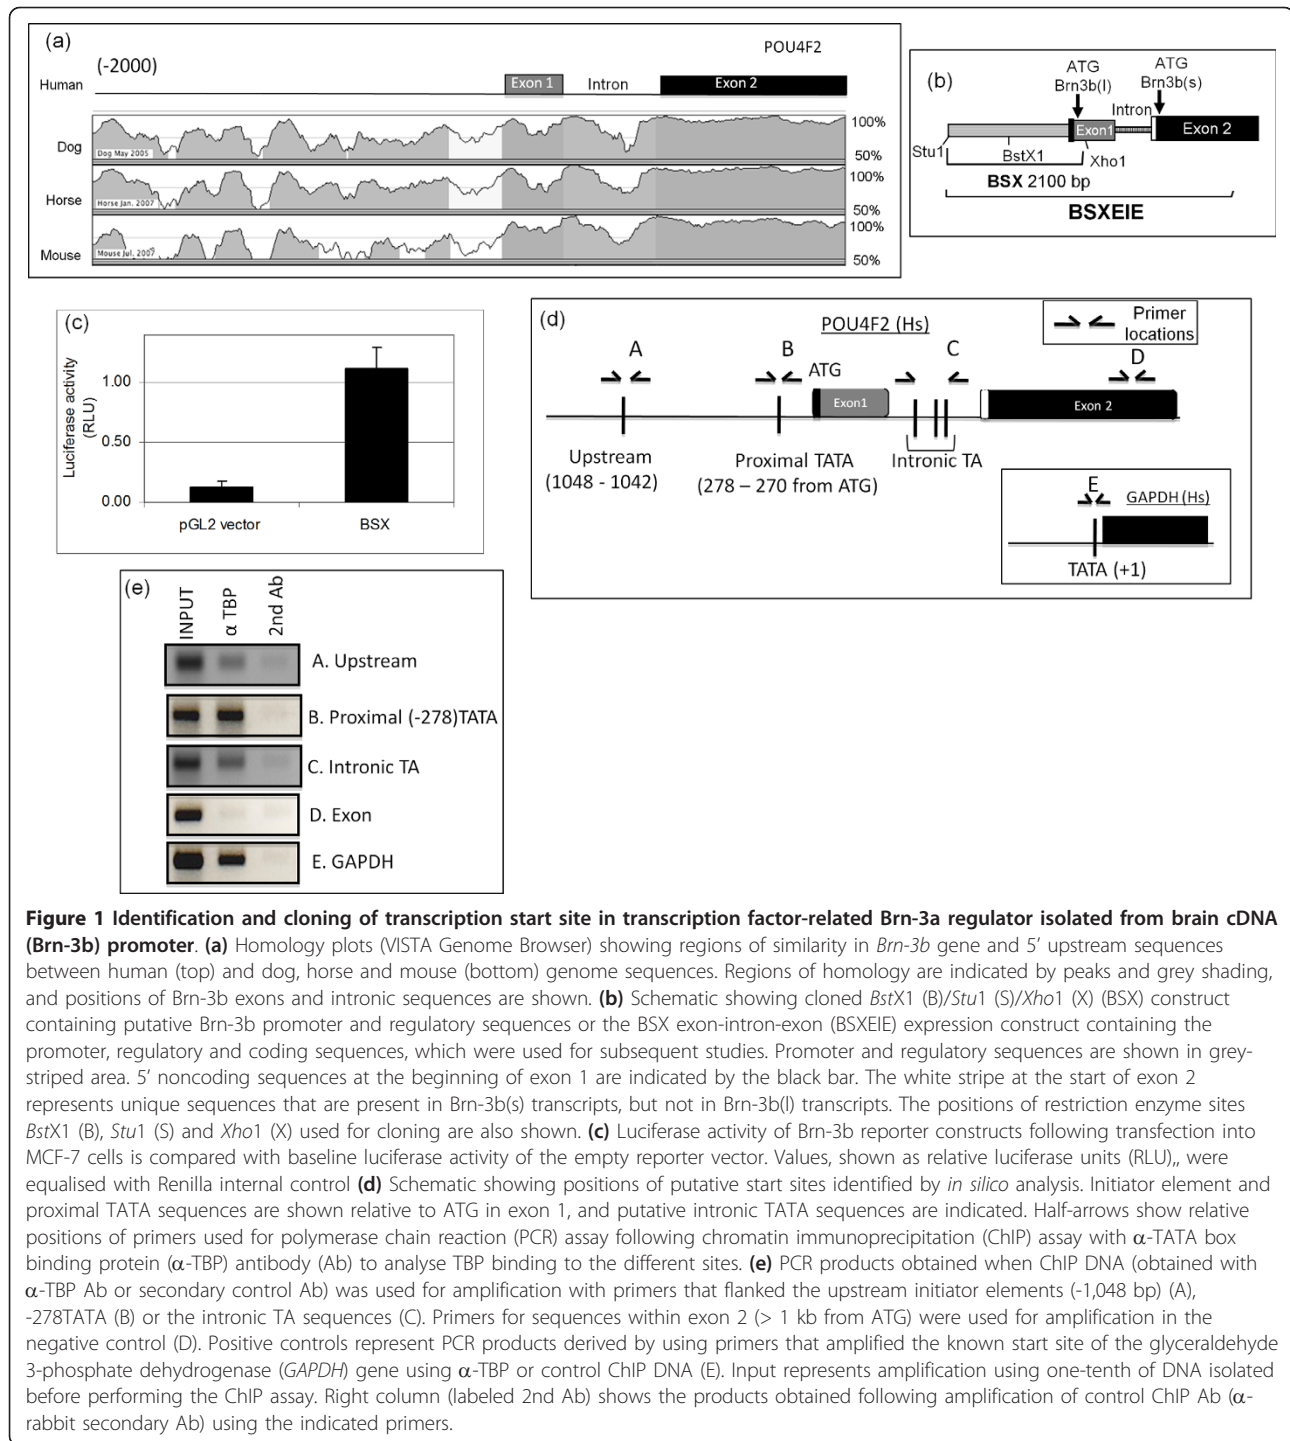 (a)
POU4F2
(-2000)
Human
Exon 1
Intron
Exon 2
Dog
Dog May 2005
100%
50%
Horse
Horse Jan. 2007
100%
50%
Mouse
Mouse Jul. 2007
100%
50%
(b)
ATG
Brn3b(l)
ATG
Brn3b(s)
Intron
Exon1
Exon 2
Stu1
BstX1
Xho1
BSX 2100 bp
BSXEIE
(c)
Luciferase activity
(RLU)
1.00
0.50
0.00
pGL2 vector
BSX
(d)
POU4F2 (Hs)
Primer
locations
A
B
C
D
ATG
Exon1
Exon 2
Upstream
(1048 - 1042)
Proximal TATA
(278 – 270 from ATG)
Intronic TA
E
GAPDH (Hs)
TATA (+1)
(e)
INPUT
α TBP
2nd Ab
A. Upstream
B. Proximal (-278)TATA
C. Intronic TA
D. Exon
E. GAPDH
Figure 1 Identification and cloning of transcription start site in transcription factor-related Brn-3a regulator isolated from brain cDNA
(Brn-3b) promoter. (a) Homology plots (VISTA Genome Browser) showing regions of similarity in Brn-3b gene and 5' upstream sequences
between human (top) and dog, horse and mouse (bottom) genome sequences. Regions of homology are indicated by peaks and grey shading,
and positions of Brn-3b exons and intronic sequences are shown. (b) Schematic showing cloned BstX1 (B)/Stu1 (S)/Xho1 (X) (BSX) construct
containing putative Brn-3b promoter and regulatory sequences or the BSX exon-intron-exon (BSXEIE) expression construct containing the
promoter, regulatory and coding sequences, which were used for subsequent studies. Promoter and regulatory sequences are shown in grey-
striped area. 5' noncoding sequences at the beginning of exon 1 are indicated by the black bar. The white stripe at the start of exon 2
represents unique sequences that are present in Brn-3b(s) transcripts, but not in Brn-3b(l) transcripts. The positions of restriction enzyme sites
BstX1 (B), Stu1 (S) and Xho1 (X) used for cloning are also shown. (c) Luciferase activity of Brn-3b reporter constructs following transfection into
MCF-7 cells is compared with baseline luciferase activity of the empty reporter vector. Values, shown as relative luciferase units (RLU),, were
equalised with Renilla internal control (d) Schematic showing positions of putative start sites identified by in silico analysis. Initiator element and
proximal TATA sequences are shown relative to ATG in exon 1, and putative intronic TATA sequences are indicated. Half-arrows show relative
positions of primers used for polymerase chain reaction (PCR) assay following chromatin immunoprecipitation (ChIP) assay with α-TATA box
binding protein (α-TBP) antibody (Ab) to analyse TBP binding to the different sites. (e) PCR products obtained when ChIP DNA (obtained with
α-TBP Ab or secondary control Ab) was used for amplification with primers that flanked the upstream initiator elements (-1,048 bp) (A),
-278TATA (B) or the intronic TA sequences (C). Primers for sequences within exon 2 (> 1 kb from ATG) were used for amplification in the
negative control (D). Positive controls represent PCR products derived by using primers that amplified the known start site of the glyceraldehyde
3-phosphate dehydrogenase (GAPDH) gene using α-TBP or control ChIP DNA (E). Input represents amplification using one-tenth of DNA isolated
before performing the ChIP assay. Right column (labeled 2nd Ab) shows the products obtained following amplification of control ChIP Ab (α-
rabbit secondary Ab) using the indicated primers.